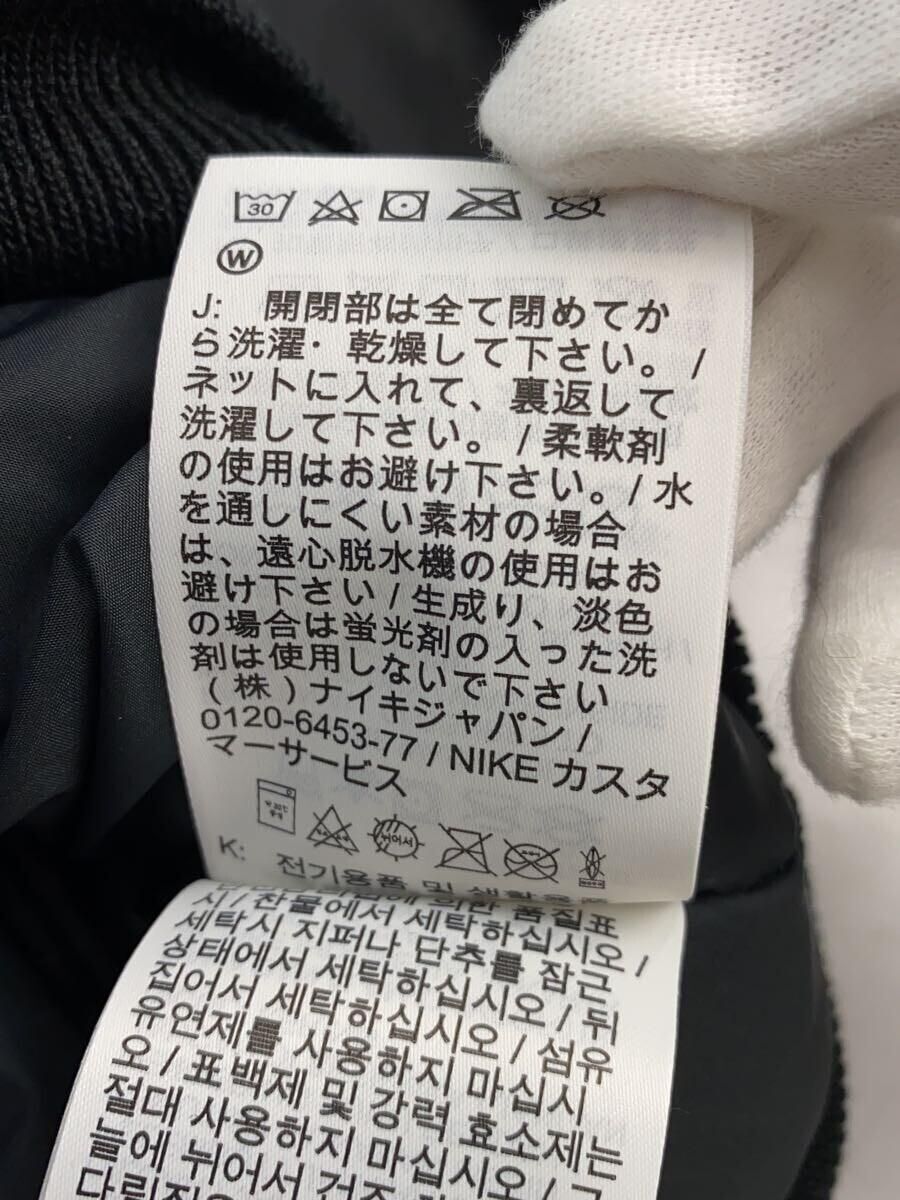 30
W
J: 開閉部は全て閉めてか
ら洗濯・乾燥して下さい。/
ネットに入れて、裏返して
洗濯して下さい。/柔軟剤
の使用はお避け下さい。/水
を通しにくい素材の場合
は、遠心脱水機の使用はお
避け下さい/生成り、淡色
の場合は蛍光剤の入った洗
剤は使用しないで下さい
(株)ナイキジャパン/
0120-6453-77/NIKE カスタ
マーサービス
K: 전기용품 및 생활용품
품질표
시/찬물에서 세탁하십시오/
세탁시 지퍼나 단추를 잠근
상태에서 세탁하십시오/뒤
집어서 세탁하십시오/섬유
유연제를 사용하지 마십시
오/표백제 및 강력 효소제는
절대 사용하지 마십시오/그
늘에 뉘어서 건조